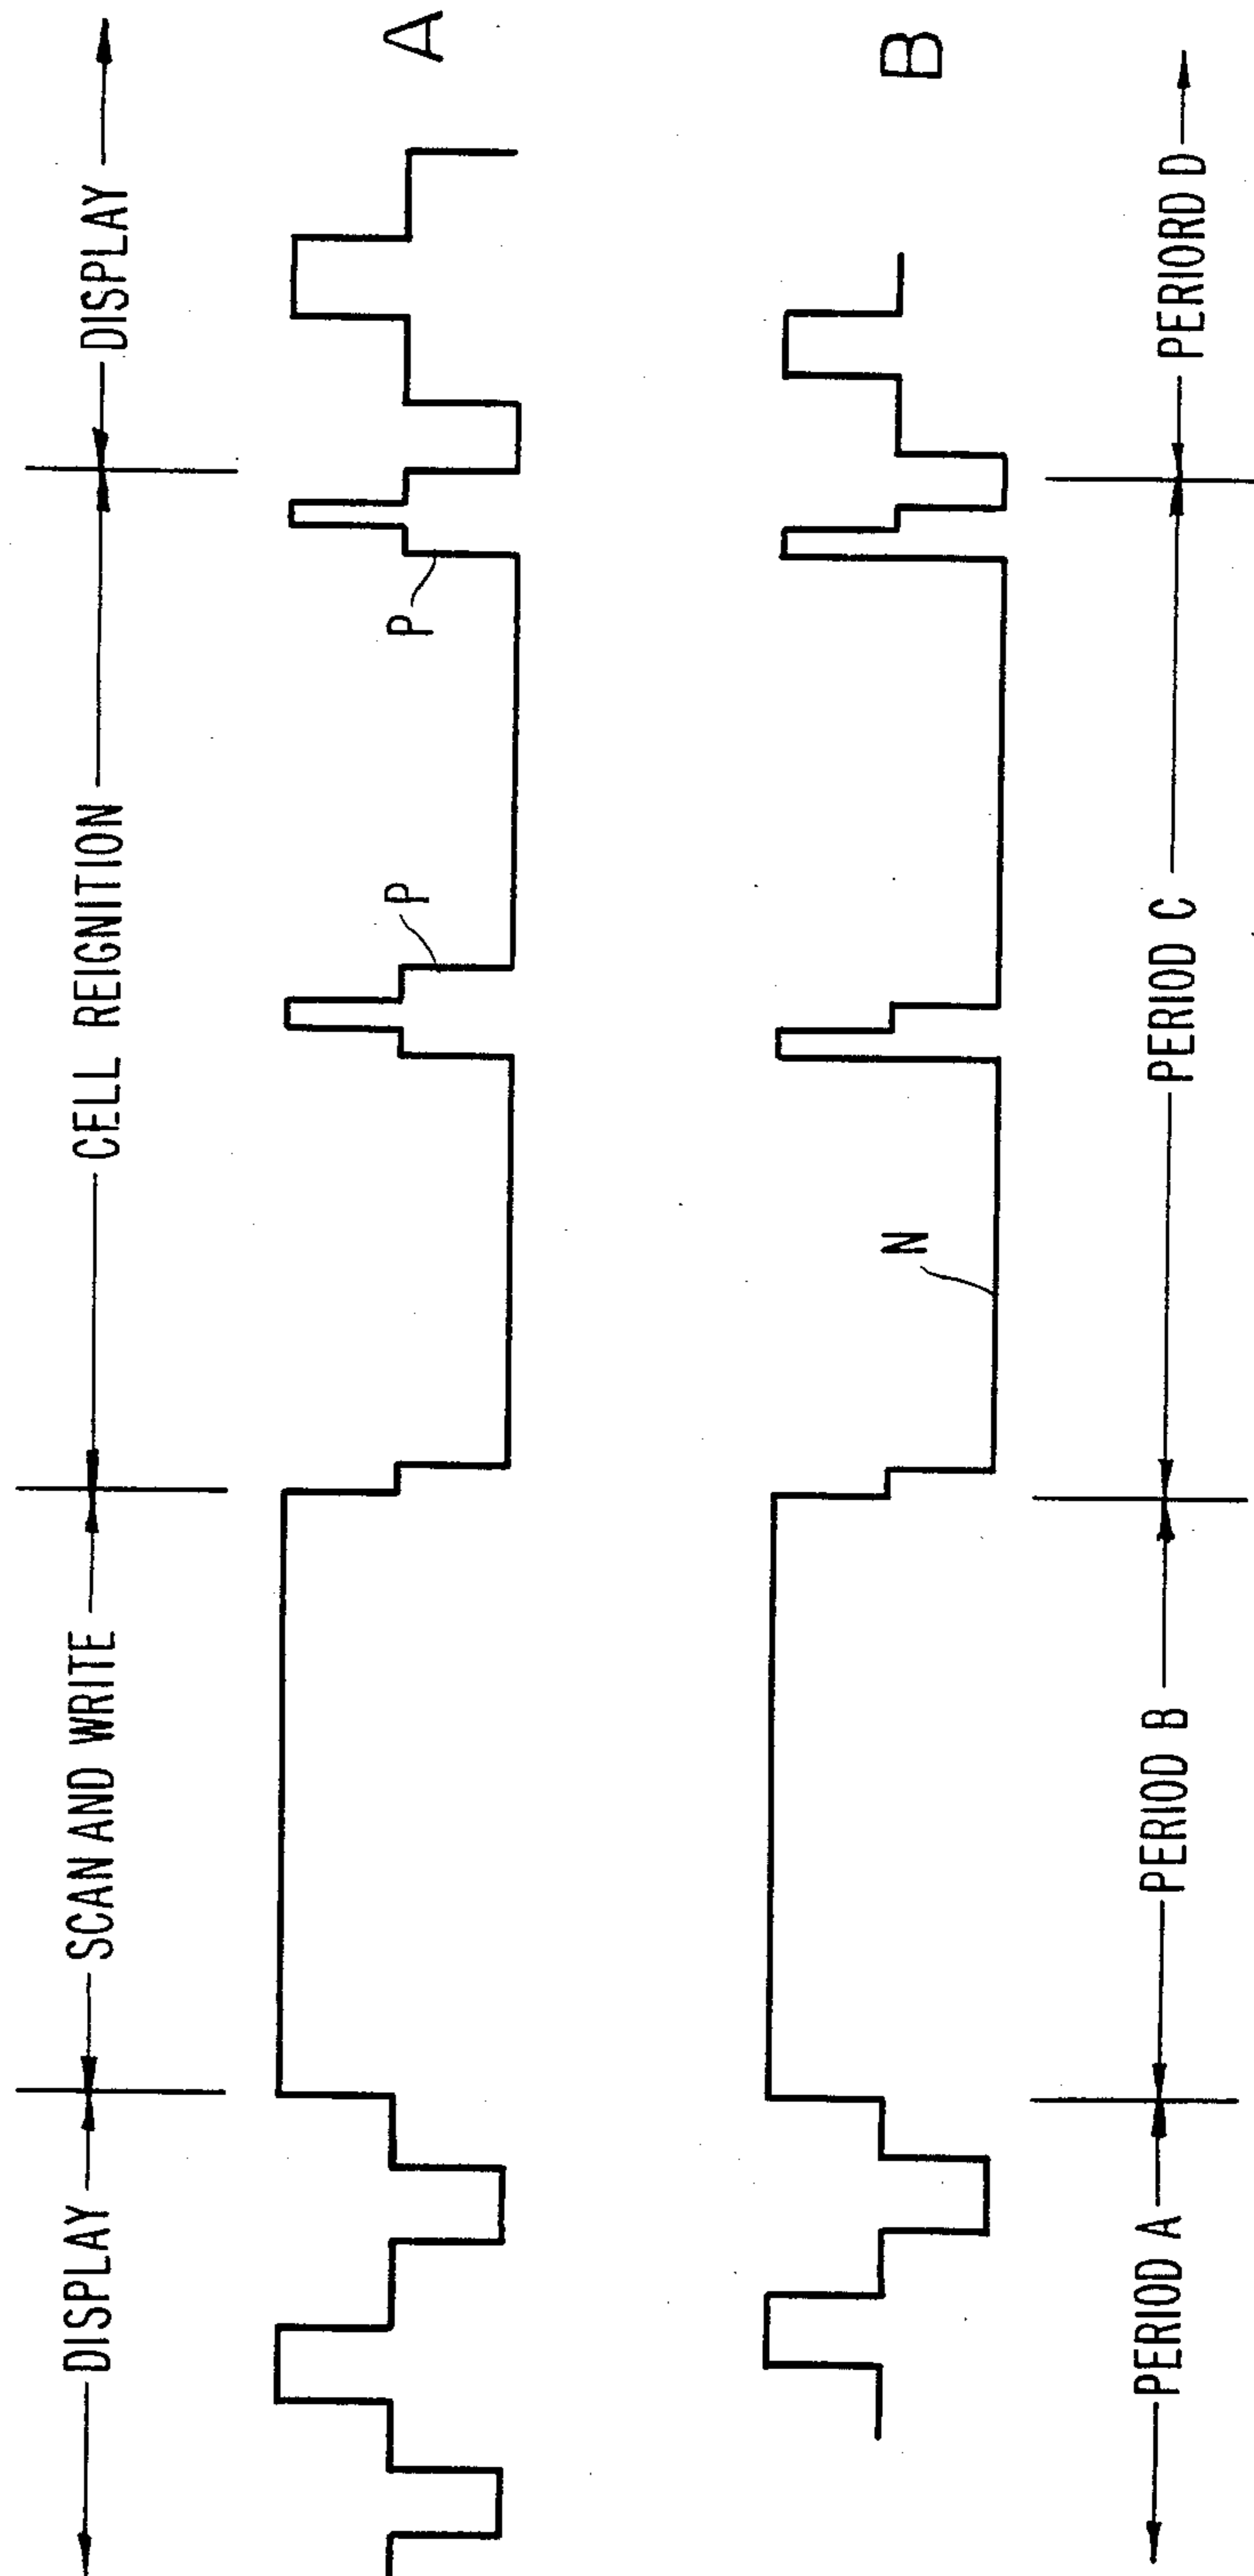 DISPLAY
SCAN AND WRITE
CELL REIGNITION
DISPLAY
A
P
P
B
N
PERIOD A
PERIOD B
PERIOD C
PERIORD D